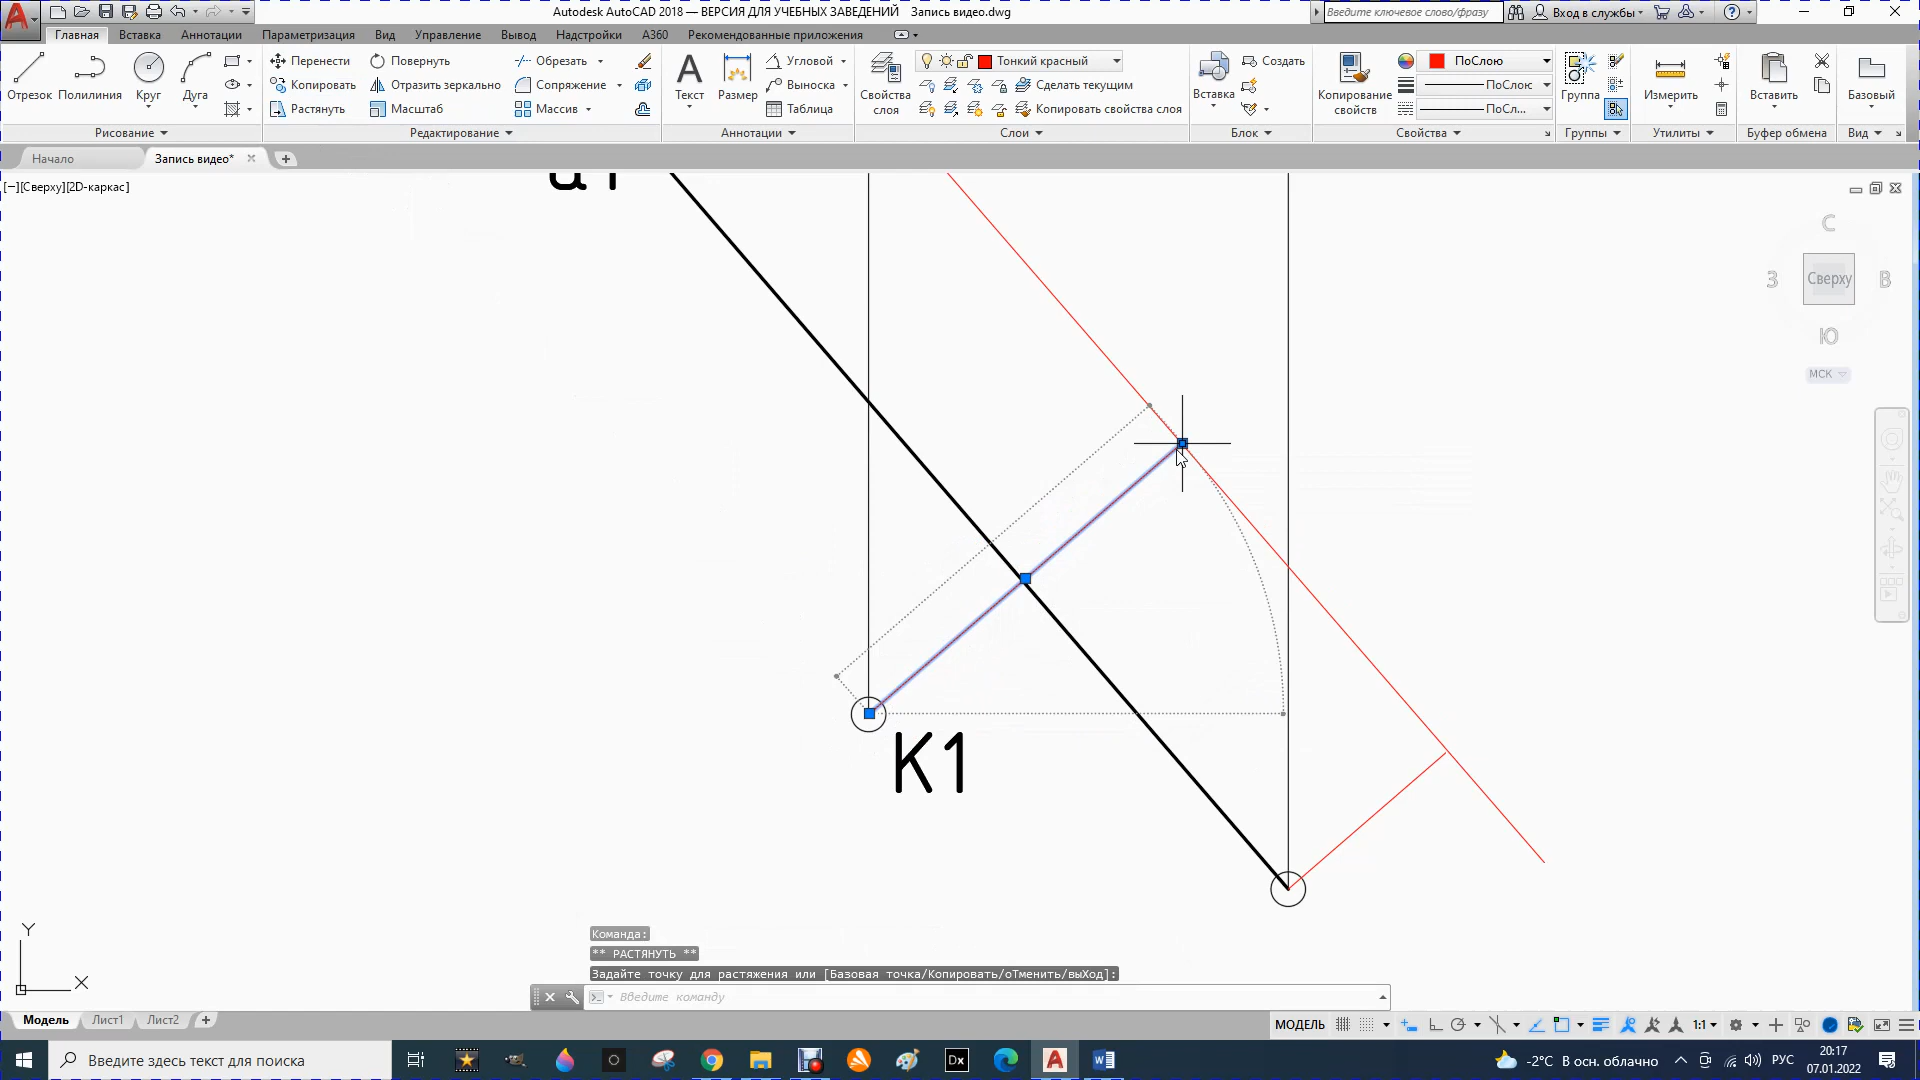 Autodesk AutoCAD 2018 — ВЕРСИЯ ДЛЯ УЧЕБНЫХ ЗАВЕДЕНИЙ Запись видео.dwg
Введите ключевое слово/фразу
Вход в службы
Главная Вставка Аннотации Параметризация Вид Управление Вывод Надстройки A360 Рекомендованные приложения
Отрезок Полилиния Круг Дуга
Перенести Повернуть Обрезать
Копировать Отразить зеркально Сопряжение
Растянуть Масштаб Массив
Текст Размер
Угловой
Выноска
Таблица
Свойства слоя
Тонкий красный
Сделать текущим
Копировать свойства слоя
Вставка
Создать
Копирование свойств
ПоСлою
ПоСлою
ПоСл...
Группа
Измерить
Вставить
Базовый
Рисование Редактирование Аннотации Слои Блок Свойства Группы Утилиты Буфер обмена Вид
Начало Запись видео*
[−][Сверху][2D-каркас]
С
З Сверху В
Ю
МСК
K1
Y
X
Команда:
** РАСТЯНУТЬ **
Задайте точку для растяжения или [Базовая точка/Копировать/оТменить/выХод]:
Введите команду
Модель Лист1 Лист2
МОДЕЛЬ 1:1
Введите здесь текст для поиска
Dx
-2°C В осн. облачно
РУС
20:17
07.01.2022